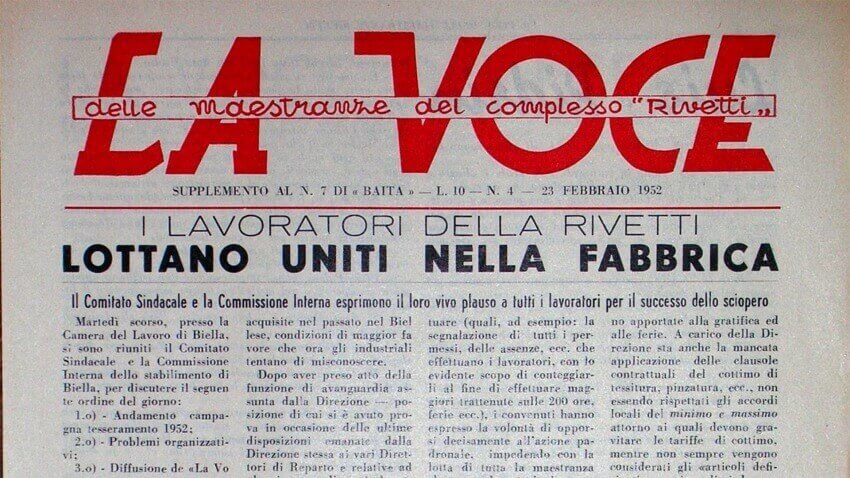 LA VOCE
delle maestranze del complesso "Rivetti„
SUPPLEMENTO AL N. 7 DI « BAITA » — L. 10 — N. 4 — 23 FEBBRAIO 1952
I LAVORATORI DELLA RIVETTI
LOTTANO UNITI NELLA FABBRICA
Il Comitato Sindacale e la Commissione Interna esprimono il loro vivo plauso a tutti i lavoratori per il successo dello sciopero
Martedì scorso, presso la
Camera del Lavoro di Biella,
si sono riuniti il Comitato
Sindacale e la Commissione
Interna dello stabilimento di
Biella, per discutere il seguen
te ordine del giorno:
1.o) - Andamento campa
gna tesseramento 1952;
2.o) - Problemi organizzati-
vi;
3.o) - Diffusione de «La Vo
acquisite nel passato nel Biel
lese, condizioni di maggior fa
vore che ora gli industriali
tentano di misconoscere.
Dopo aver preso atto della
funzione di avanguardia as-
sunta dalla Direzione — po-
sizione di cui si è avuto pro-
va in occasione delle ultime
disposizioni emanate dalla
Direzione stessa ai vari Diret-
tori di Reparto e relative ad
tuare (quali, ad esempio: la
segnalazione di tutti i per-
messi, delle assenze, ecc. che
effettuano i lavoratori, con lo
evidente scopo di conteggiar-
li al fine di effettuare mag-
giori trattenute sulle 200 ore,
ferie ecc.), i convenuti hanno
espresso la volontà di oppor-
si decisamente all'azione pa-
dronale, impedendo con la
lotta di tutta la maestranza
no apportate alla gratifica ed
alle ferie. A carico della Di-
rezione sta anche la mancata
applicazione delle clausole
contrattuali del cottimo di
tessitura, pinzatura, ecc., non
essendo rispettati gli accordi
locali del minimo e massimo
attorno ai quali devono gra-
vitare le tariffe di cottimo,
mentre non sempre vengono
considerati gli «articoli defi-